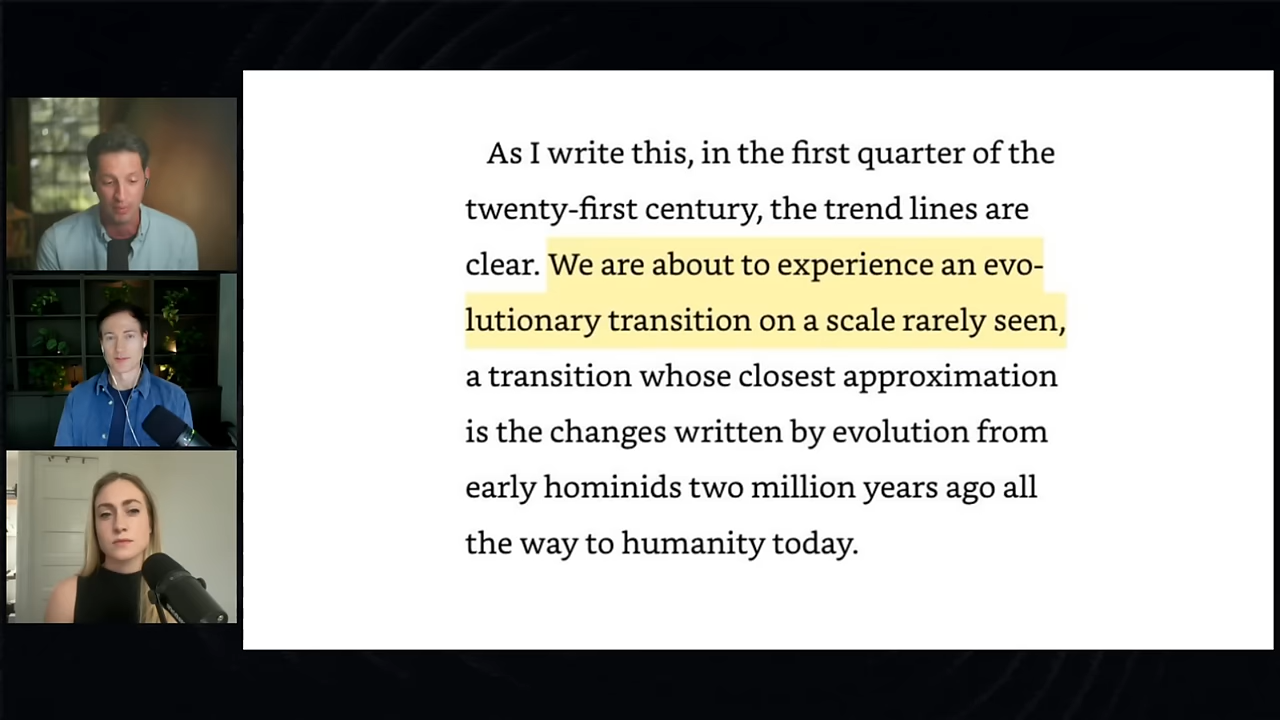 As I write this, in the first quarter of the
twenty-first century, the trend lines are
clear. We are about to experience an evo-
lutionary transition on a scale rarely seen,
a transition whose closest approximation
is the changes written by evolution from
early hominids two million years ago all
the way to humanity today.